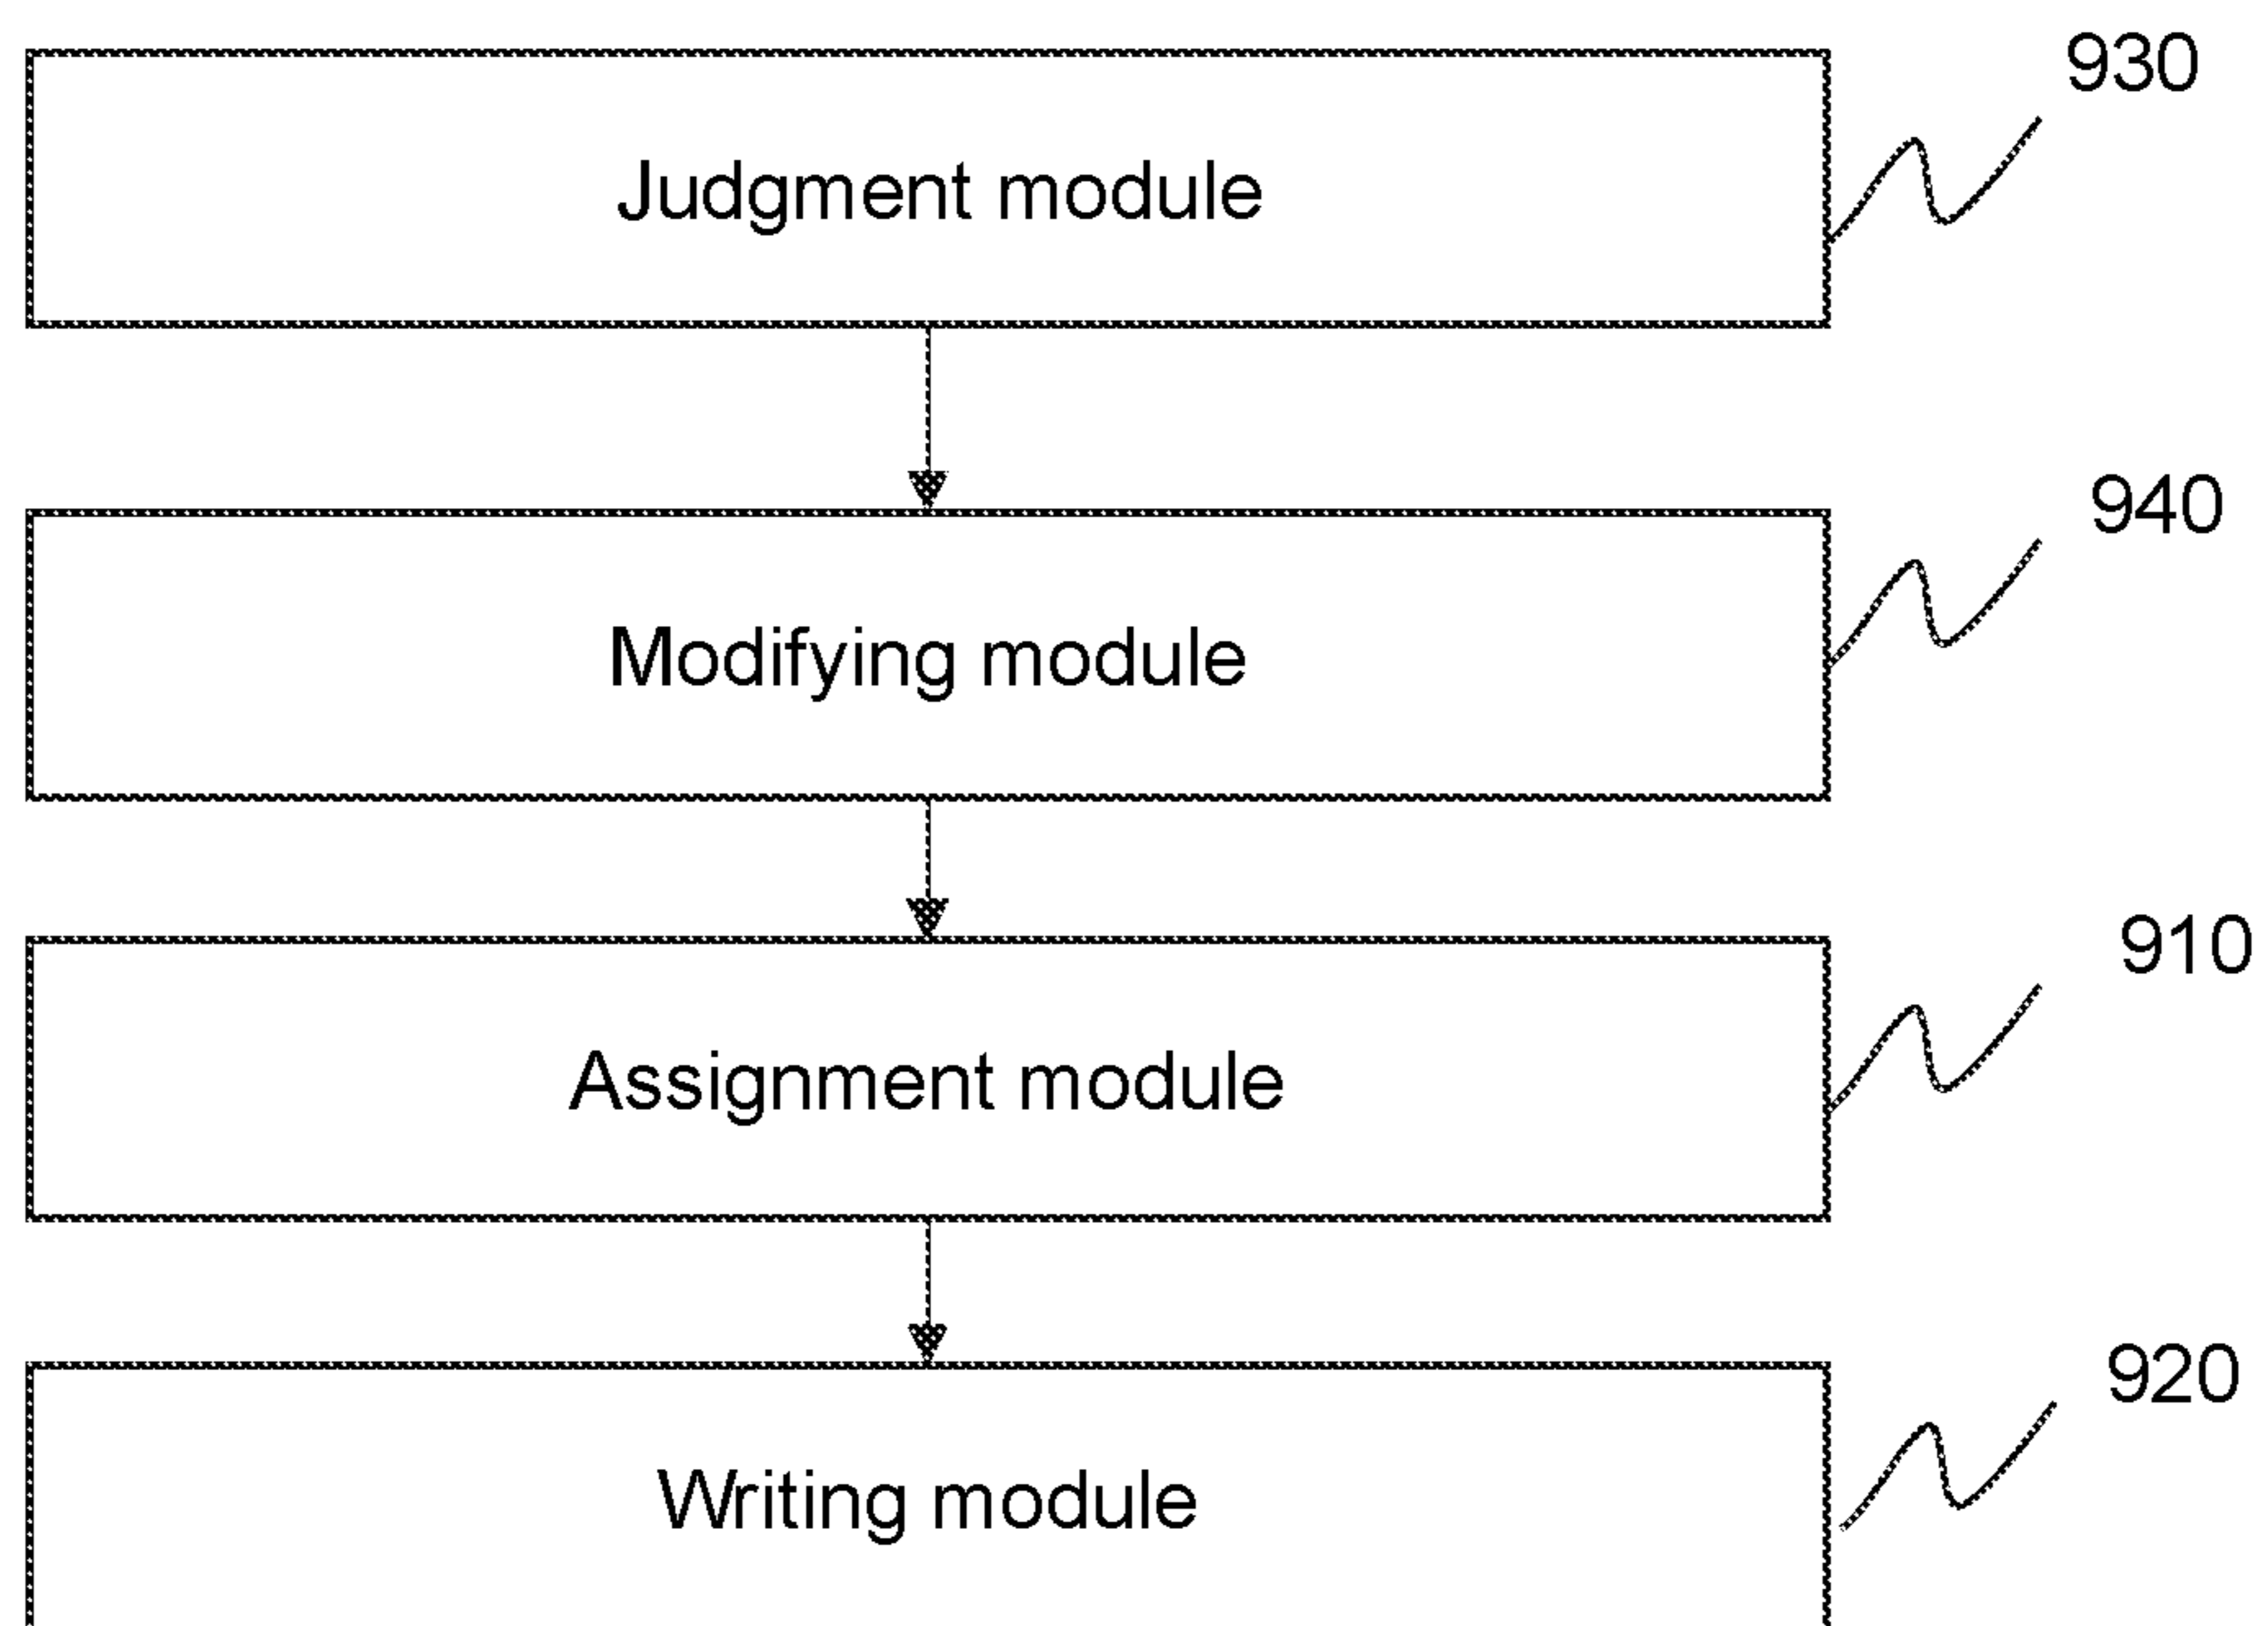 930
Judgment module
940
Modifying module
910
Assignment module
920
Writing module